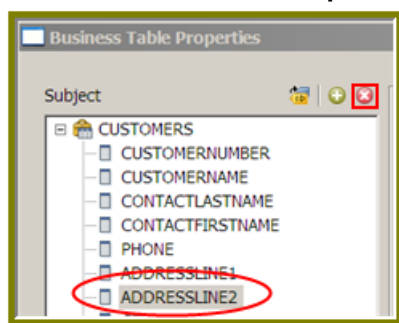 Business Table Properties
Subject
CUSTOMERS
CUSTOMERNUMBER
CUSTOMERNAME
CONTACTLASTNAME
CONTACTFIRSTNAME
PHONE
ADDRESSLINE1
ADDRESSLINE2